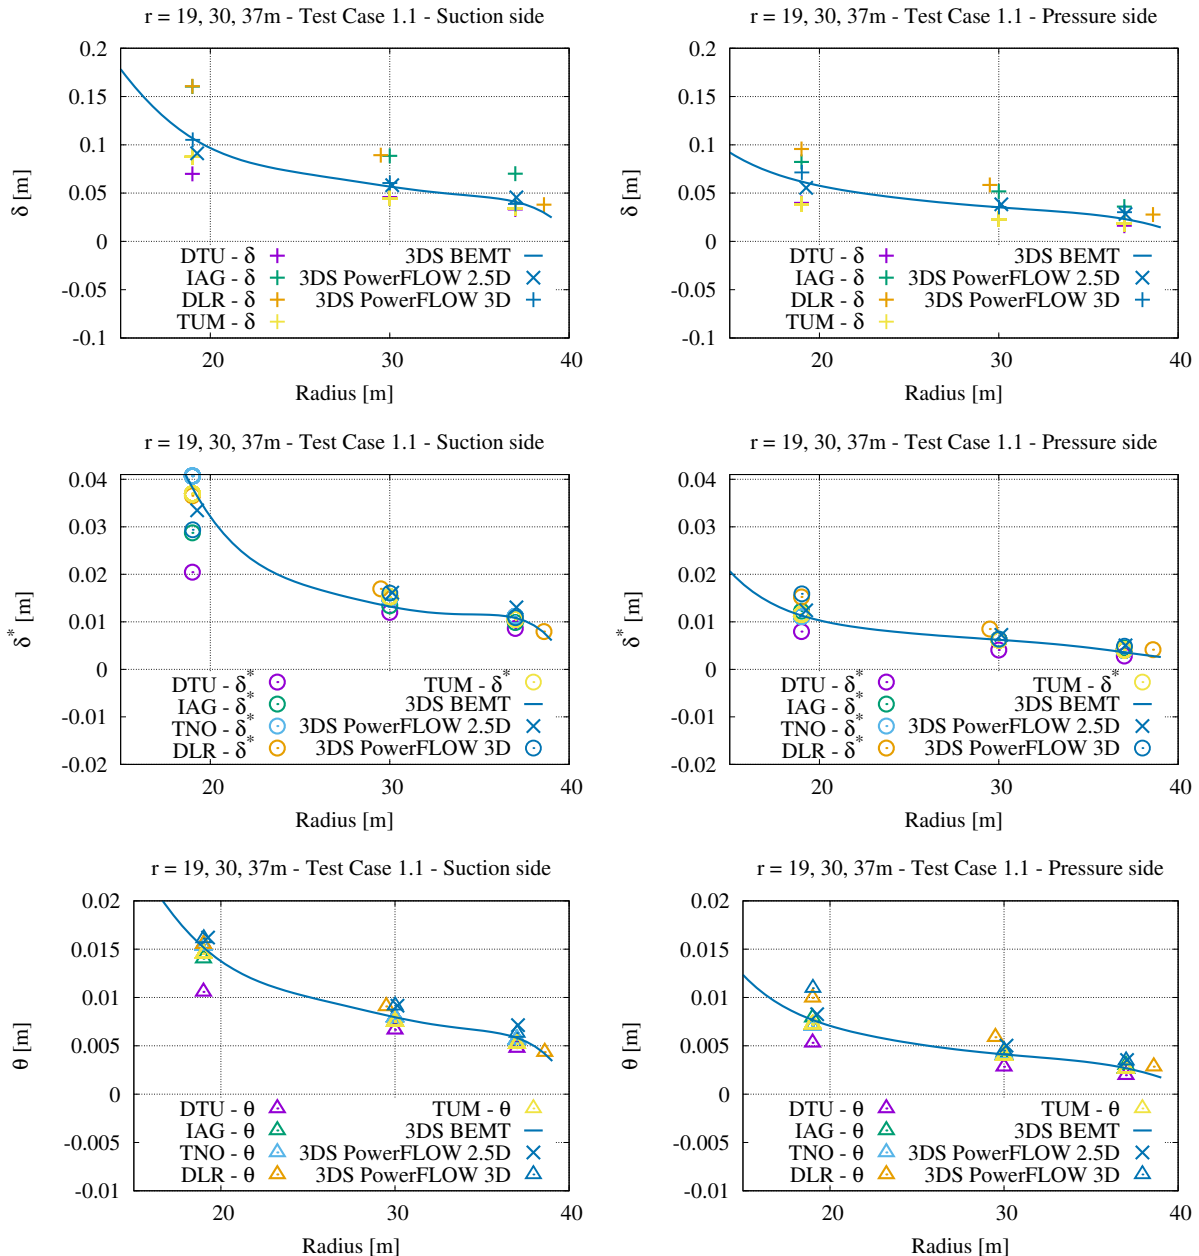 r = 19, 30, 37m - Test Case 1.1 - Suction side
0.2
0.15
0.1
0.05
0
-0.05
-0.1
δ [m]
DTU - δ
IAG - δ
DLR - δ
TUM - δ
3DS BEMT
3DS PowerFLOW 2.5D
3DS PowerFLOW 3D
20
30
40
Radius [m]
r = 19, 30, 37m - Test Case 1.1 - Pressure side
0.2
0.15
0.1
0.05
0
-0.05
-0.1
δ [m]
DTU - δ
IAG - δ
DLR - δ
TUM - δ
3DS BEMT
3DS PowerFLOW 2.5D
3DS PowerFLOW 3D
20
30
40
Radius [m]
r = 19, 30, 37m - Test Case 1.1 - Suction side
0.04
0.03
0.02
0.01
0
-0.01
-0.02
δ* [m]
DTU - δ*
IAG - δ*
TNO - δ*
DLR - δ*
TUM - δ*
3DS BEMT
3DS PowerFLOW 2.5D
3DS PowerFLOW 3D
20
30
40
Radius [m]
r = 19, 30, 37m - Test Case 1.1 - Pressure side
0.04
0.03
0.02
0.01
0
-0.01
-0.02
δ* [m]
DTU - δ*
IAG - δ*
TNO - δ*
DLR - δ*
TUM - δ*
3DS BEMT
3DS PowerFLOW 2.5D
3DS PowerFLOW 3D
20
30
40
Radius [m]
r = 19, 30, 37m - Test Case 1.1 - Suction side
0.02
0.015
0.01
0.005
0
-0.005
-0.01
θ [m]
DTU - θ
IAG - θ
TNO - θ
DLR - θ
TUM - θ
3DS BEMT
3DS PowerFLOW 2.5D
3DS PowerFLOW 3D
20
30
40
Radius [m]
r = 19, 30, 37m - Test Case 1.1 - Pressure side
0.02
0.015
0.01
0.005
0
-0.005
-0.01
θ [m]
DTU - θ
IAG - θ
TNO - θ
DLR - θ
TUM - θ
3DS BEMT
3DS PowerFLOW 2.5D
3DS PowerFLOW 3D
20
30
40
Radius [m]